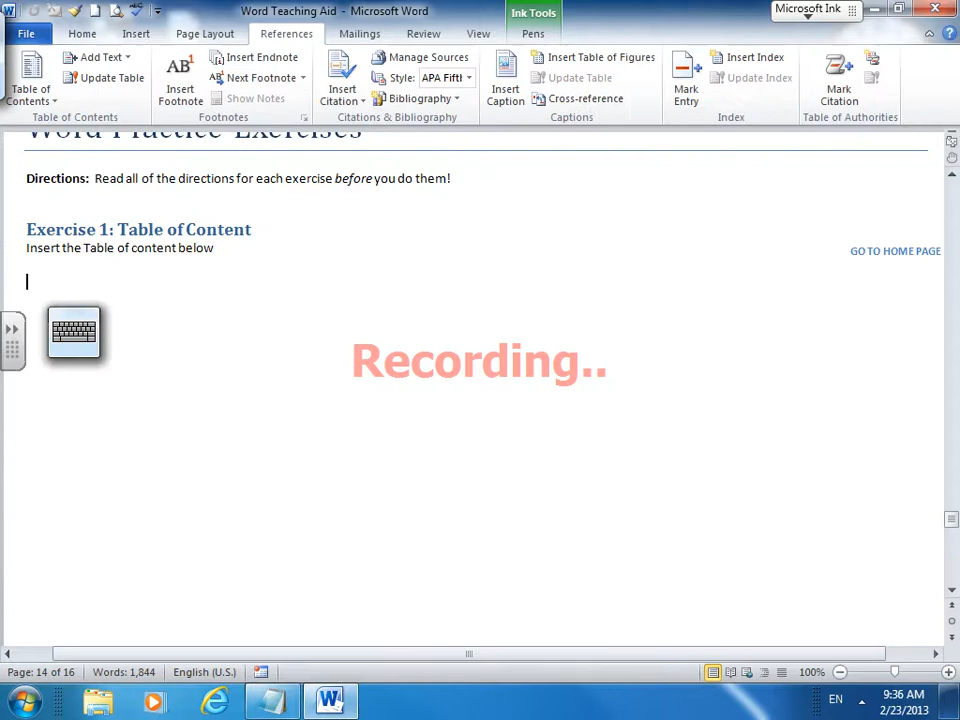 Word Teaching Aid - Microsoft Word
Ink Tools
Microsoft Ink
File Home Insert Page Layout References Mailings Review View Pens
Table of Contents
Add Text
Update Table
Table of Contents
AB1
Insert Footnote
Insert Endnote
AB1 Next Footnote
Show Notes
Footnotes
Insert Citation
Manage Sources
Style: APA Fifth
Bibliography
Citations & Bibliography
Insert Caption
Insert Table of Figures
Update Table
Cross-reference
Captions
Mark Entry
Insert Index
Update Index
Index
Mark Citation
Table of Authorities
Word Practice Exercises
Directions: Read all of the directions for each exercise before you do them!
Exercise 1: Table of Content
Insert the Table of content below
GO TO HOME PAGE
Recording..
Page: 14 of 16 Words: 1,844 English (U.S.) 100%
EN 9:36 AM
2/23/2013